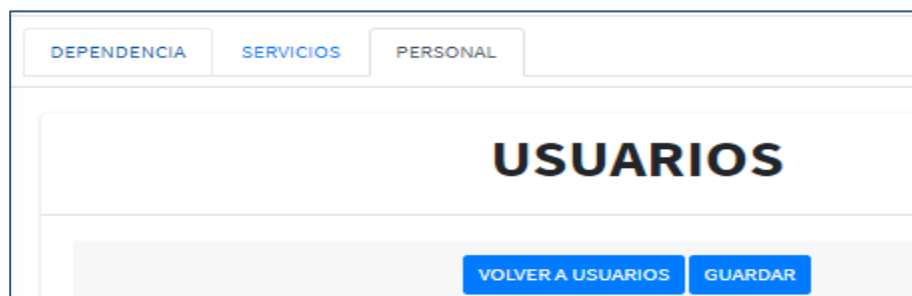 DEPENDENCIA SERVICIOS PERSONAL
USUARIOS
VOLVER A USUARIOS GUARDAR